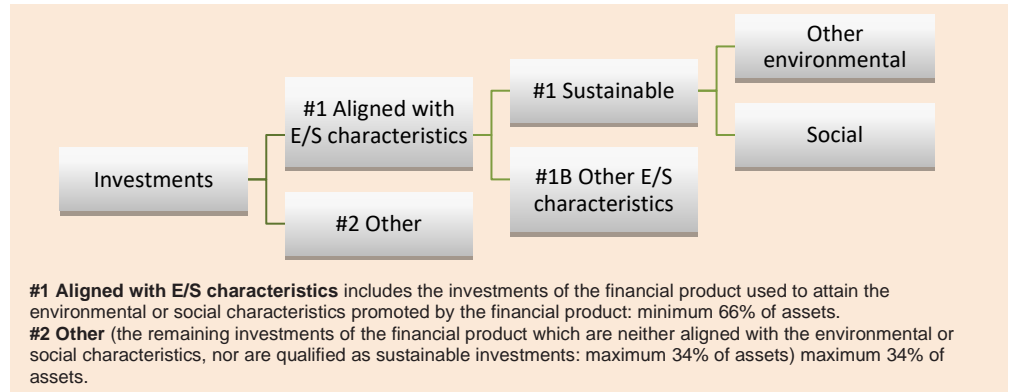 Investments
#1 Aligned with
E/S characteristics
#2 Other
#1 Sustainable
#1B Other E/S
characteristics
Other
environmental
Social
#1 Aligned with E/S characteristics includes the investments of the financial product used to attain the
environmental or social characteristics promoted by the financial product: minimum 66% of assets.
#2 Other (the remaining investments of the financial product which are neither aligned with the environmental or
social characteristics, nor are qualified as sustainable investments: maximum 34% of assets) maximum 34% of
assets.